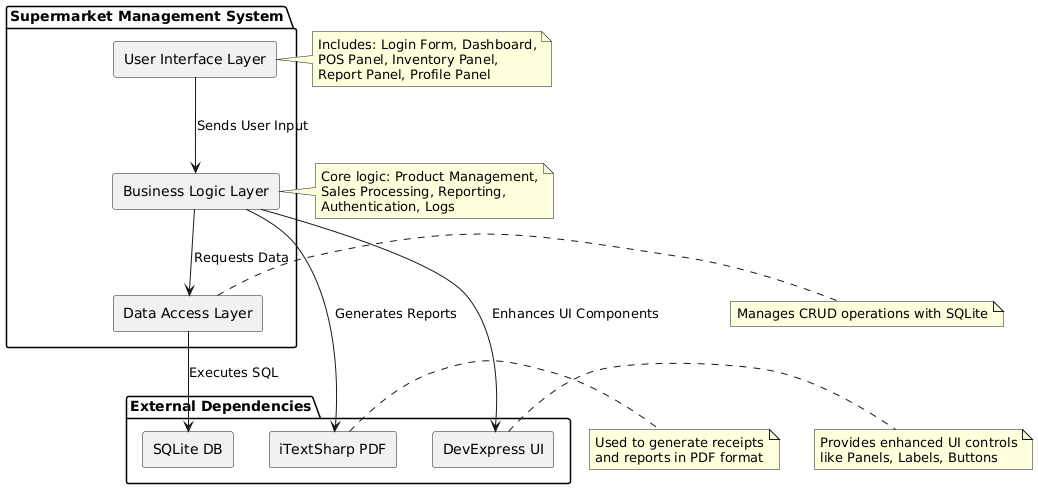 Supermarket Management System
User Interface Layer
Includes: Login Form, Dashboard,
POS Panel, Inventory Panel,
Report Panel, Profile Panel
Sends User Input
Business Logic Layer
Core logic: Product Management,
Sales Processing, Reporting,
Authentication, Logs
Requests Data
Data Access Layer
Generates Reports
Enhances UI Components
Manages CRUD operations with SQLite
Executes SQL
External Dependencies
SQLite DB
iTextSharp PDF
DevExpress UI
Used to generate receipts
and reports in PDF format
Provides enhanced UI controls
like Panels, Labels, Buttons